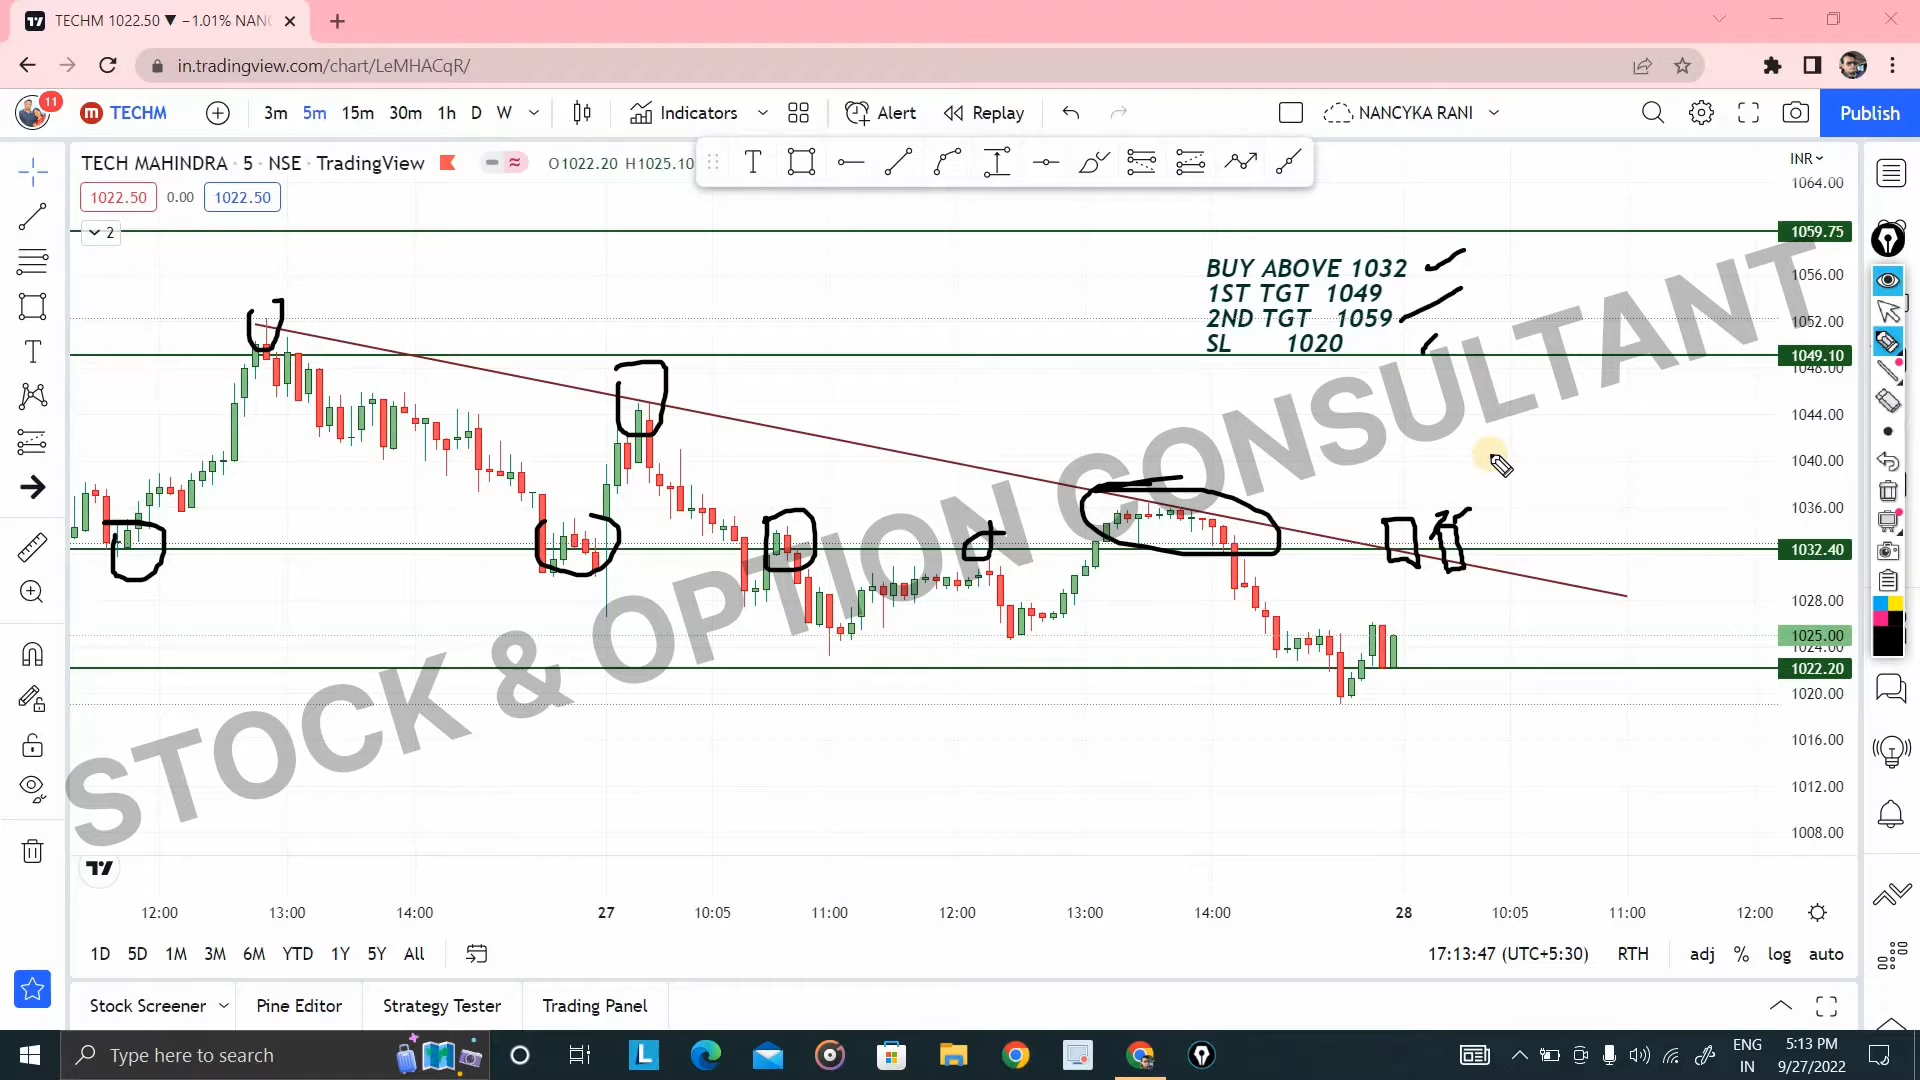 TECHM 1022.50 ▼ −1.01% NANC
in.tradingview.com/chart/LeMHACqR/
11 TECHM 3m 5m 15m 30m 1h D W Indicators Alert Replay NANCYKA RANI Publish
TECH MAHINDRA · 5 · NSE · TradingView O1022.20 H1025.10
INR
1022.50 0.00 1022.50
2
1064.00
1059.75
1056.00
1052.00
1049.10
1048.00
1044.00
1040.00
1036.00
1032.40
1028.00
1025.00
1024.00
1022.20
1020.00
1016.00
1012.00
1008.00
BUY ABOVE 1032
1ST TGT 1049
2ND TGT 1059
SL 1020
STOCK & OPTION CONSULTANT
12:00 13:00 14:00 27 10:05 11:00 12:00 13:00 14:00 28 10:05 11:00 12:00
1D 5D 1M 3M 6M YTD 1Y 5Y All 17:13:47 (UTC+5:30) RTH adj % log auto
Stock Screener Pine Editor Strategy Tester Trading Panel
Type here to search
ENG
IN
5:13 PM
9/27/2022